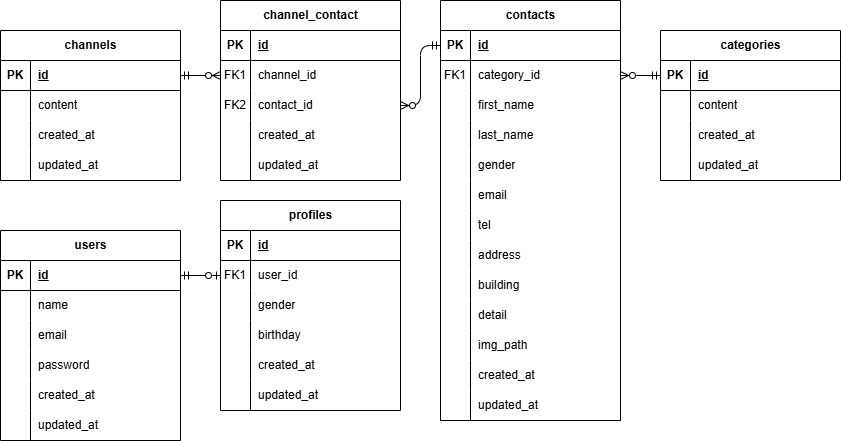 channels
PK id
content
created_at
updated_at
channel_contact
PK id
FK1 channel_id
FK2 contact_id
created_at
updated_at
contacts
PK id
FK1 category_id
first_name
last_name
gender
email
tel
address
building
detail
img_path
created_at
updated_at
categories
PK id
content
created_at
updated_at
users
PK id
name
email
password
created_at
updated_at
profiles
PK id
FK1 user_id
gender
birthday
created_at
updated_at